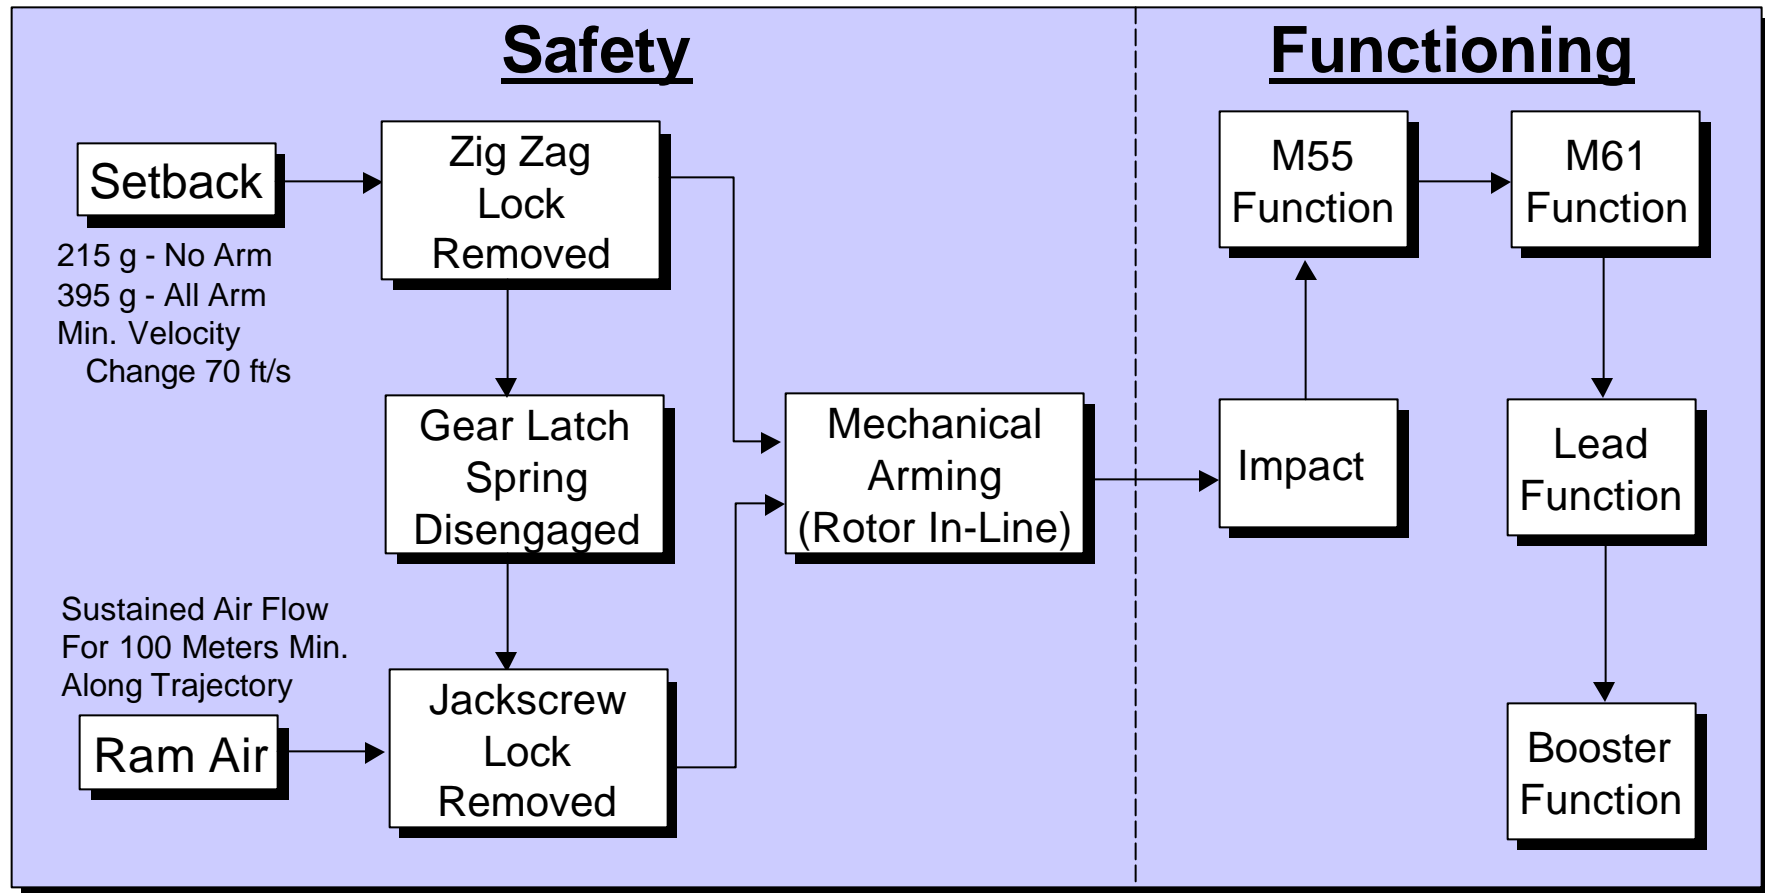 Safety
Functioning
Setback
215 g - No Arm
395 g - All Arm
Min. Velocity
Change 70 ft/s
Zig Zag
Lock
Removed
Gear Latch
Spring
Disengaged
Sustained Air Flow
For 100 Meters Min.
Along Trajectory
Ram Air
Jackscrew
Lock
Removed
Mechanical
Arming
(Rotor In-Line)
Impact
M55
Function
M61
Function
Lead
Function
Booster
Function